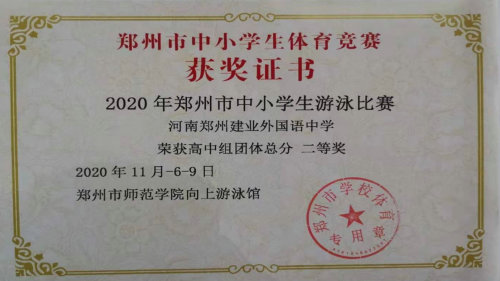 郑州市中小学生体育竞赛
获奖证书
2020年郑州市中小学生游泳比赛
河南郑州建业外国语中学
荣获高中组团体总分 二等奖
2020年11月-6-9日
郑州市师范学院向上游泳馆
郑州市学校体育
专用章